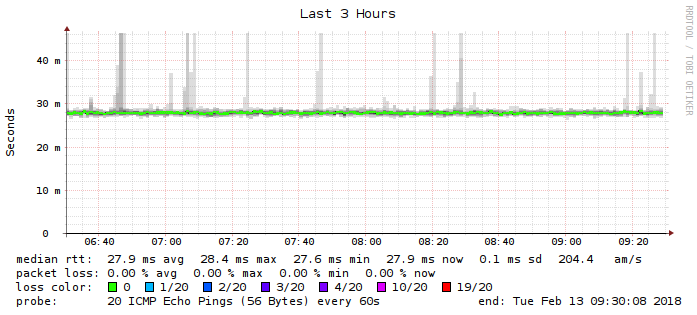 Last 3 Hours
RRDTOOL / TOBI OETIKER
Seconds
40 m
30 m
20 m
10 m
0
06:40 07:00 07:20 07:40 08:00 08:20 08:40 09:00 09:20
median rtt: 27.9 ms avg 28.4 ms max 27.6 ms min 27.9 ms now 0.1 ms sd 204.4 am/s
packet loss: 0.00 % avg 0.00 % max 0.00 % min 0.00 % now
loss color: 0 1/20 2/20 3/20 4/20 10/20 19/20
probe: 20 ICMP Echo Pings (56 Bytes) every 60s end: Tue Feb 13 09:30:08 2018